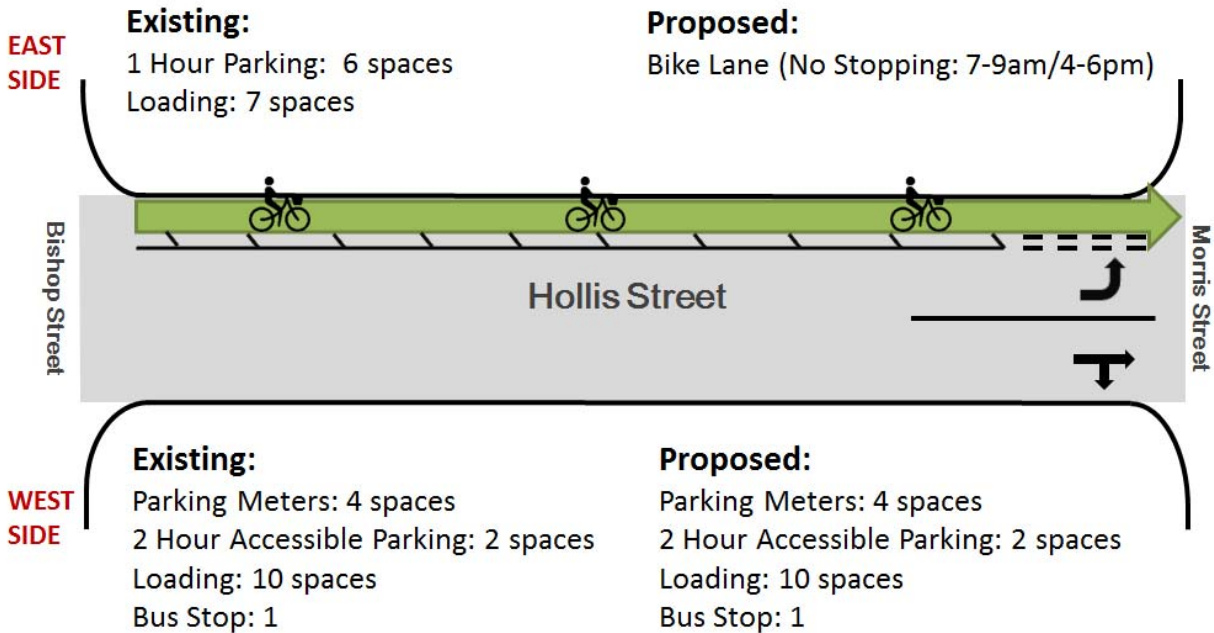 EAST
SIDE
Existing:
1 Hour Parking: 6 spaces
Loading: 7 spaces
Proposed:
Bike Lane (No Stopping: 7-9am/4-6pm)
Bishop Street
Hollis Street
Morris Street
WEST
SIDE
Existing:
Parking Meters: 4 spaces
2 Hour Accessible Parking: 2 spaces
Loading: 10 spaces
Bus Stop: 1
Proposed:
Parking Meters: 4 spaces
2 Hour Accessible Parking: 2 spaces
Loading: 10 spaces
Bus Stop: 1